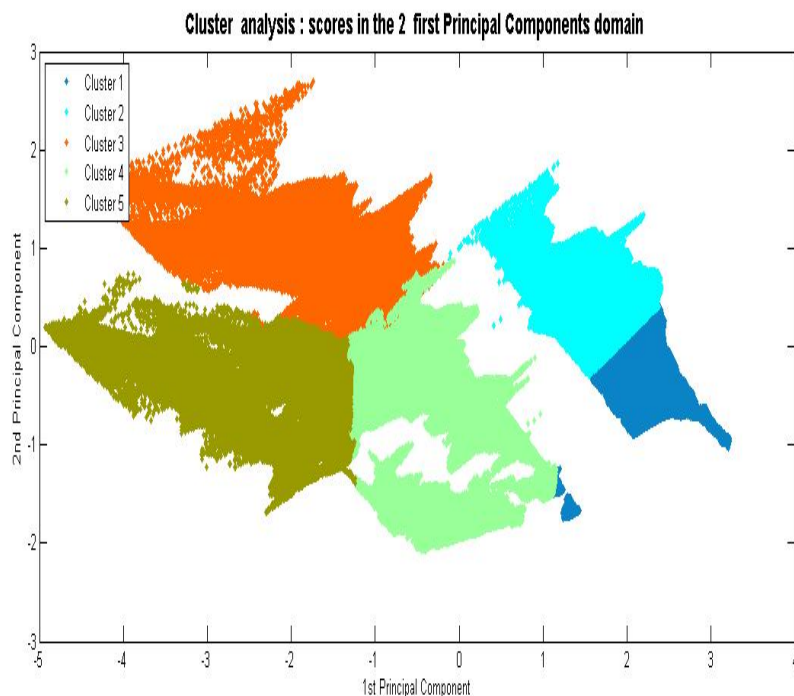 Cluster analysis : scores in the 2 first Principal Components domain
3
2
1
0
-1
-2
-3
2nd Principal Component
Cluster 1
Cluster 2
Cluster 3
Cluster 4
Cluster 5
-5 -4 -3 -2 -1 0 1 2 3 4
1st Principal Component